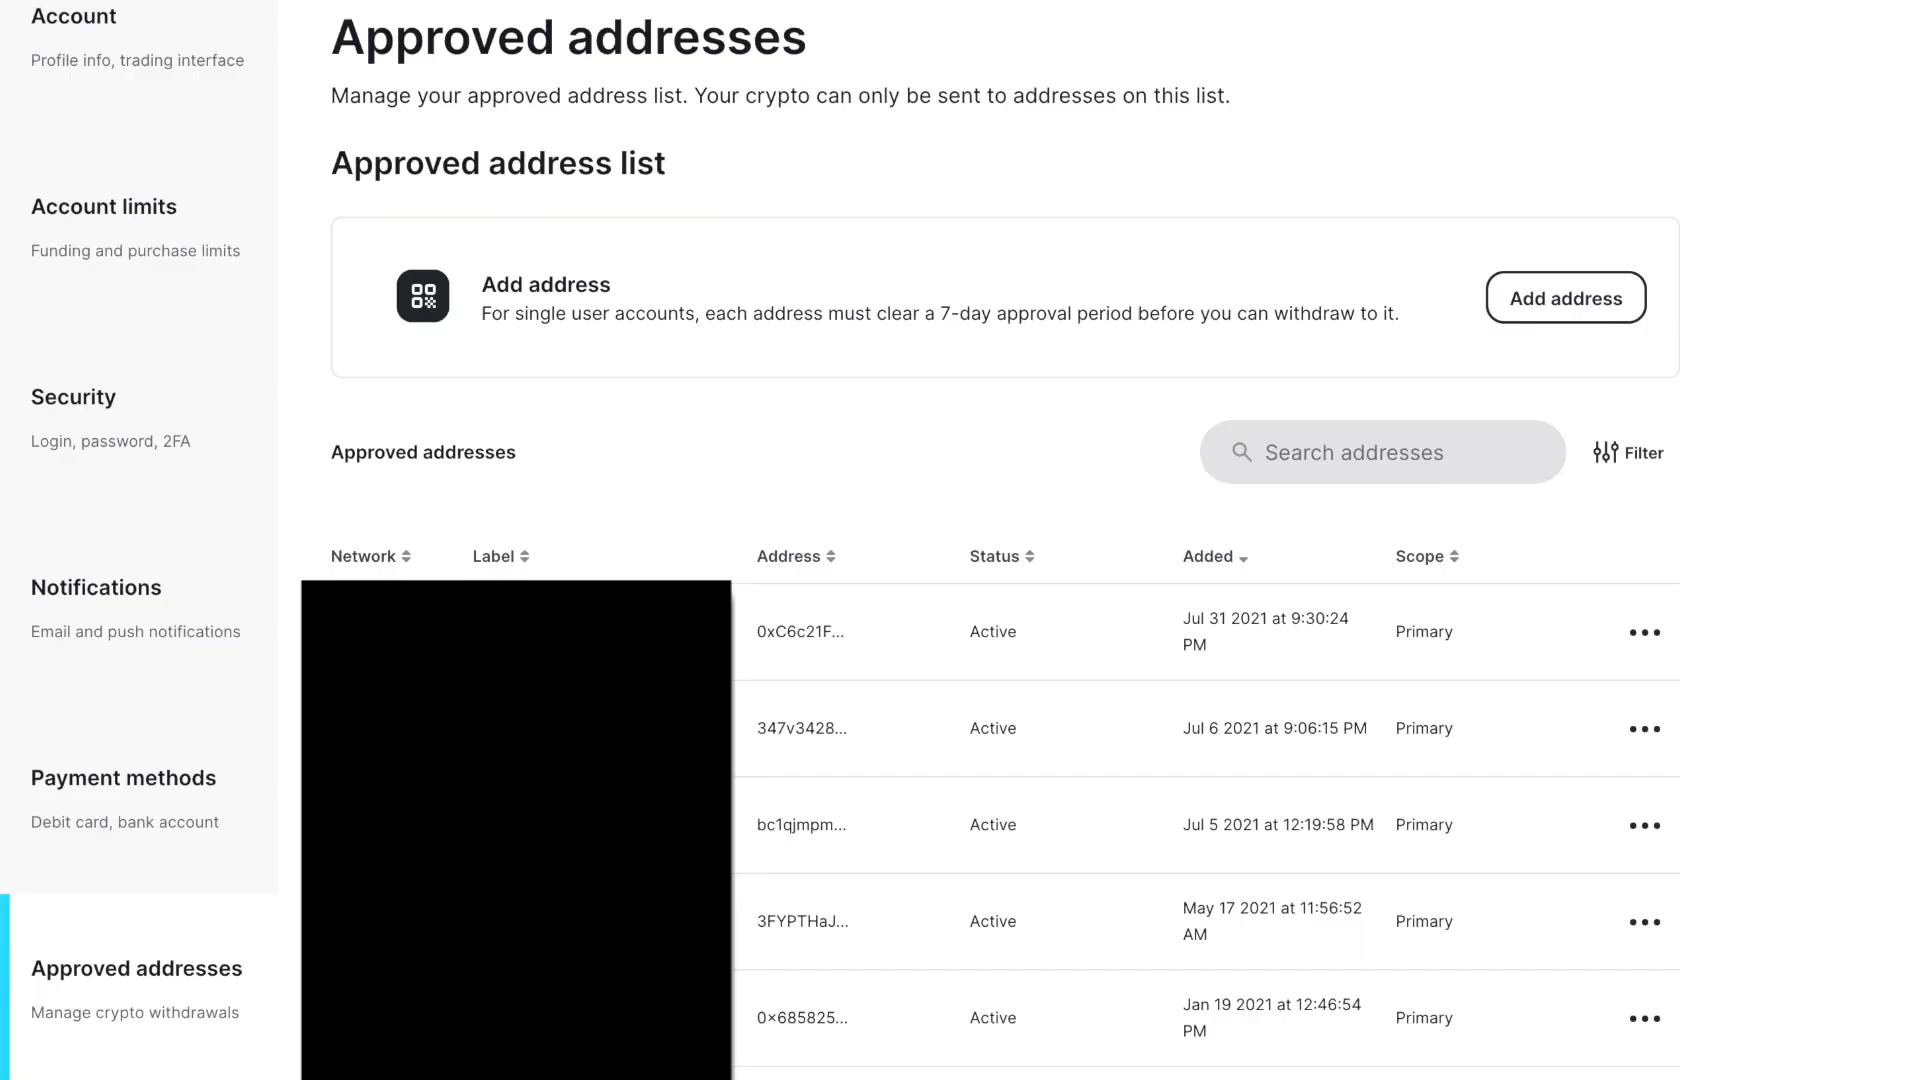 Account
Profile info, trading interface
Account limits
Funding and purchase limits
Security
Login, password, 2FA
Notifications
Email and push notifications
Payment methods
Debit card, bank account
Approved addresses
Manage crypto withdrawals
Approved addresses
Manage your approved address list. Your crypto can only be sent to addresses on this list.
Approved address list
Add address
For single user accounts, each address must clear a 7-day approval period before you can withdraw to it.
Add address
Approved addresses
Search addresses
Filter
Network Label Address Status Added Scope
0xC6c21F... Active Jul 31 2021 at 9:30:24 PM Primary
347v3428... Active Jul 6 2021 at 9:06:15 PM Primary
bc1qjmpm... Active Jul 5 2021 at 12:19:58 PM Primary
3FYPTHaJ... Active May 17 2021 at 11:56:52 AM Primary
0x685825... Active Jan 19 2021 at 12:46:54 PM Primary